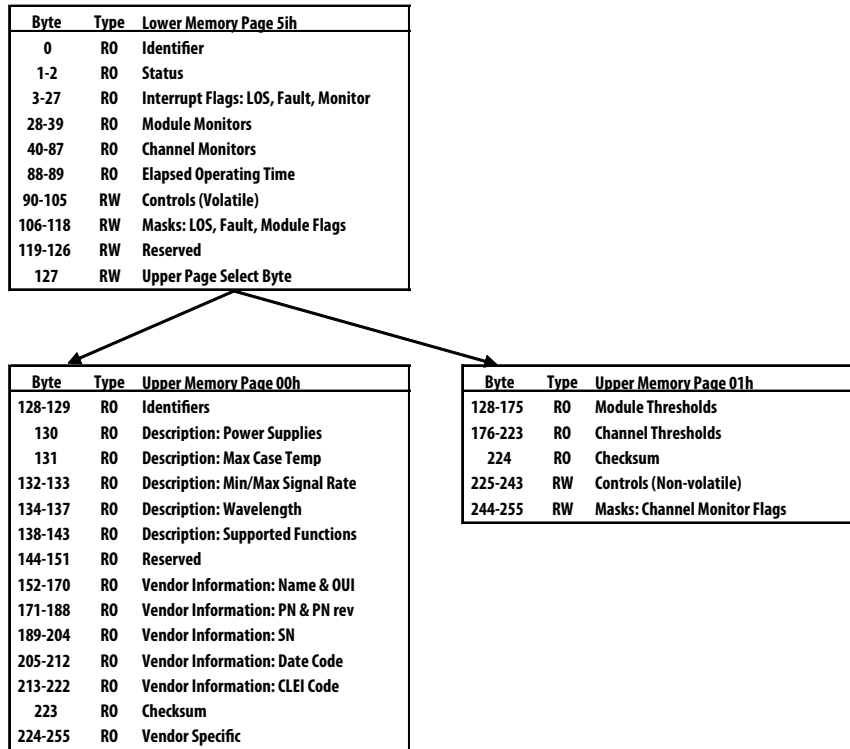 Byte Type Lower Memory Page 5ih
0 RO Identifier
1-2 RO Status
3-27 RO Interrupt Flags: LOS, Fault, Monitor
28-39 RO Module Monitors
40-87 RO Channel Monitors
88-89 RO Elapsed Operating Time
90-105 RW Controls (Volatile)
106-118 RW Masks: LOS, Fault, Module Flags
119-126 RW Reserved
127 RW Upper Page Select Byte
Byte Type Upper Memory Page 00h
128-129 RO Identifiers
130 RO Description: Power Supplies
131 RO Description: Max Case Temp
132-133 RO Description: Min/Max Signal Rate
134-137 RO Description: Wavelength
138-143 RO Description: Supported Functions
144-151 RO Reserved
152-170 RO Vendor Information: Name & OUI
171-188 RO Vendor Information: PN & PN rev
189-204 RO Vendor Information: SN
205-212 RO Vendor Information: Date Code
213-222 RO Vendor Information: CLEI Code
223 RO Checksum
224-255 RO Vendor Specific
Byte Type Upper Memory Page 01h
128-175 RO Module Thresholds
176-223 RO Channel Thresholds
224 RO Checksum
225-243 RW Controls (Non-volatile)
244-255 RW Masks: Channel Monitor Flags